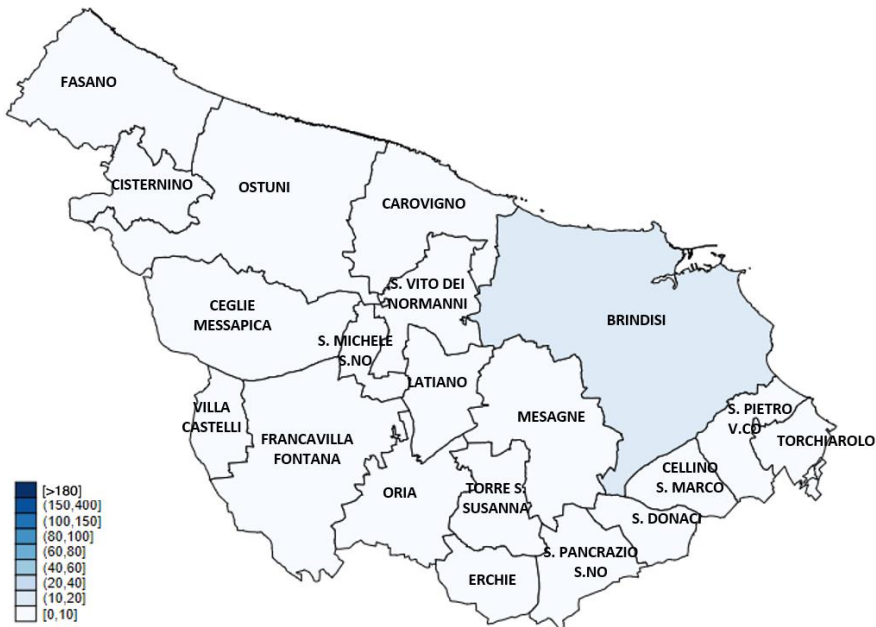 FASANO
CISTERNINO
OSTUNI
CAROVIGNO
S. VITO DEI
NORMANNI
CEGLIE
MESSAPICA
S. MICHELE
S.NO
BRINDISI
LATIANO
VILLA
CASTELLI
FRANCAVILLA
FONTANA
MESAGNE
S. PIETRO
V.CO
TORCHIAROLO
CELLINO
S. MARCO
ORIA
TORRE S.
SUSANNA
S. DONACI
S. PANCRAZIO
S.NO
ERCHIE
[>180]
(150,400]
(100,150]
(80,100]
(60,80]
(40,60]
(20,40]
(10,20]
[0,10]